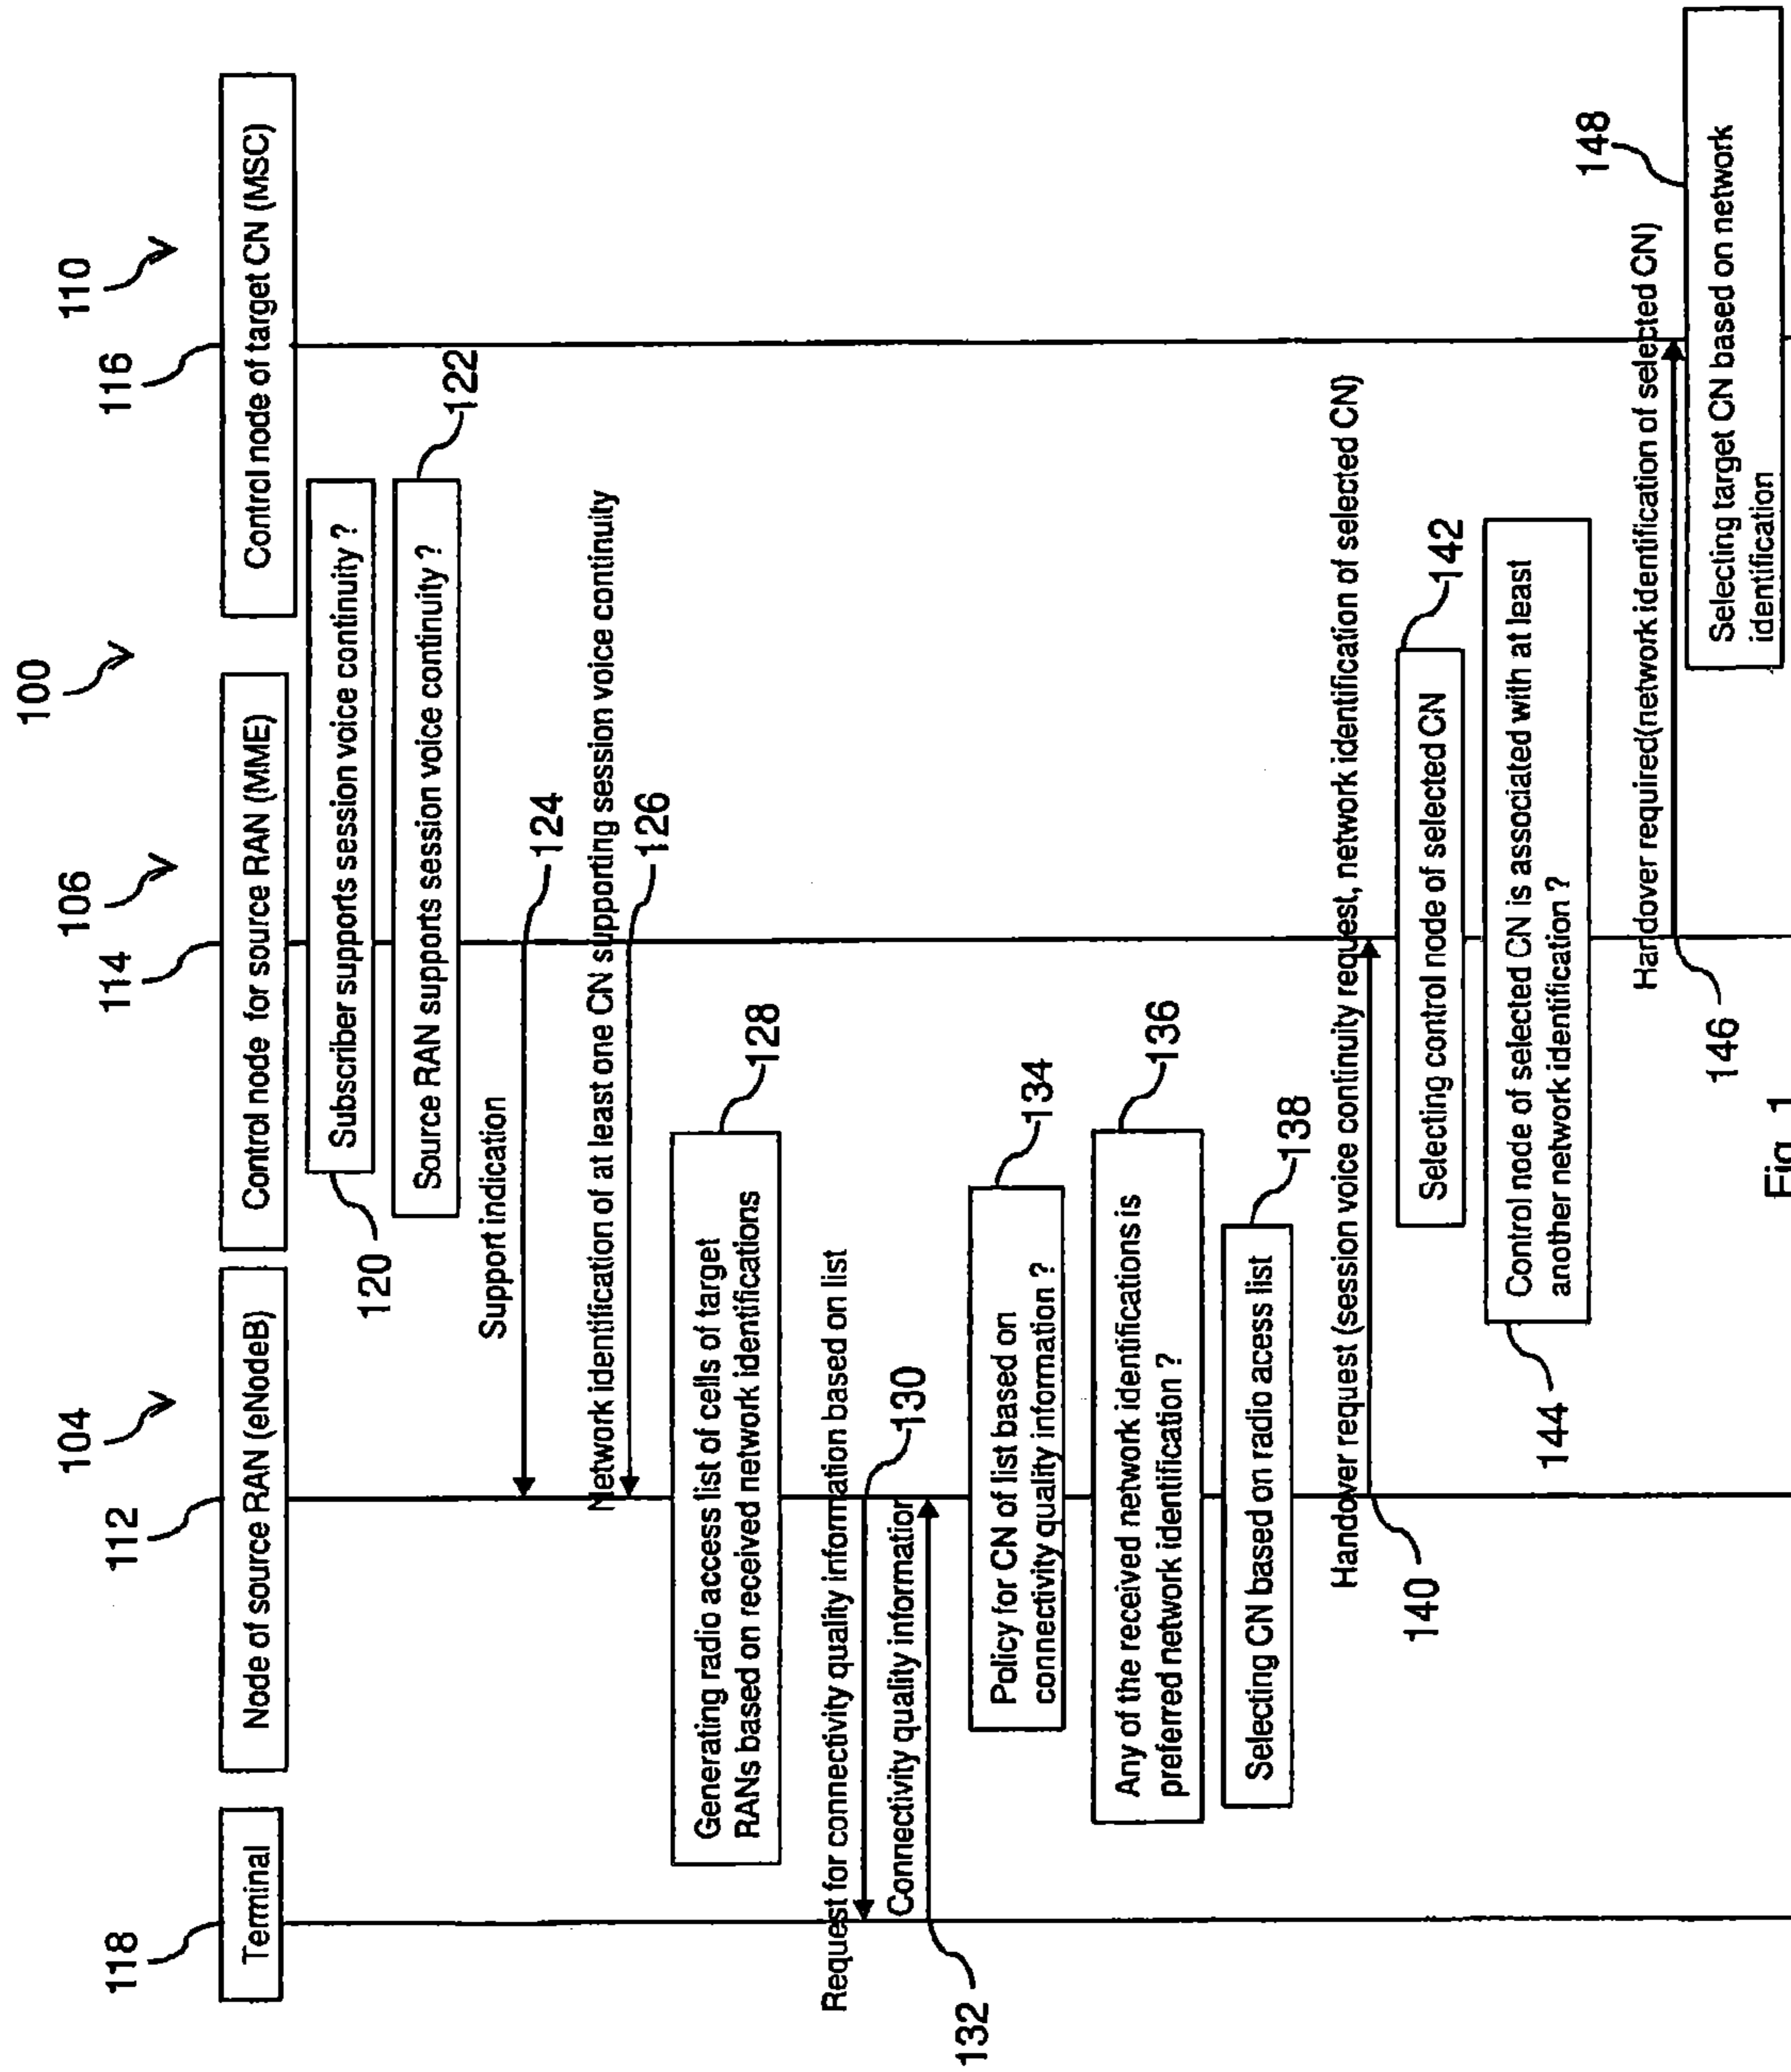 100
104
106
110
118
112
114
116
Terminal
Node of source RAN (eNodeB)
Control node for source RAN (MME)
Control node of target CN (MSC)
120
Subscriber supports session voice continuity ?
Source RAN supports session voice continuity ?
122
Support indication
124
Network identification of at least one CN supporting session voice continuity
126
Generating radio access list of cells of target
RANs based on received network identifications
128
Request for connectivity quality information based on list
130
Connectivity quality information
132
Policy for CN of list based on
connectivity quality information ?
134
Any of the received network identifications is
preferred network identification ?
136
Selecting CN based on radio acess list
138
Handover request (session voice continuity request, network identification of selected CN)
140
Selecting control node of selected CN
142
Control node of selected CN is associated with at least
another network identification ?
144
Handover required(network identification of selected CN)
146
Selecting target CN based on network
identification
148
Fig. 1